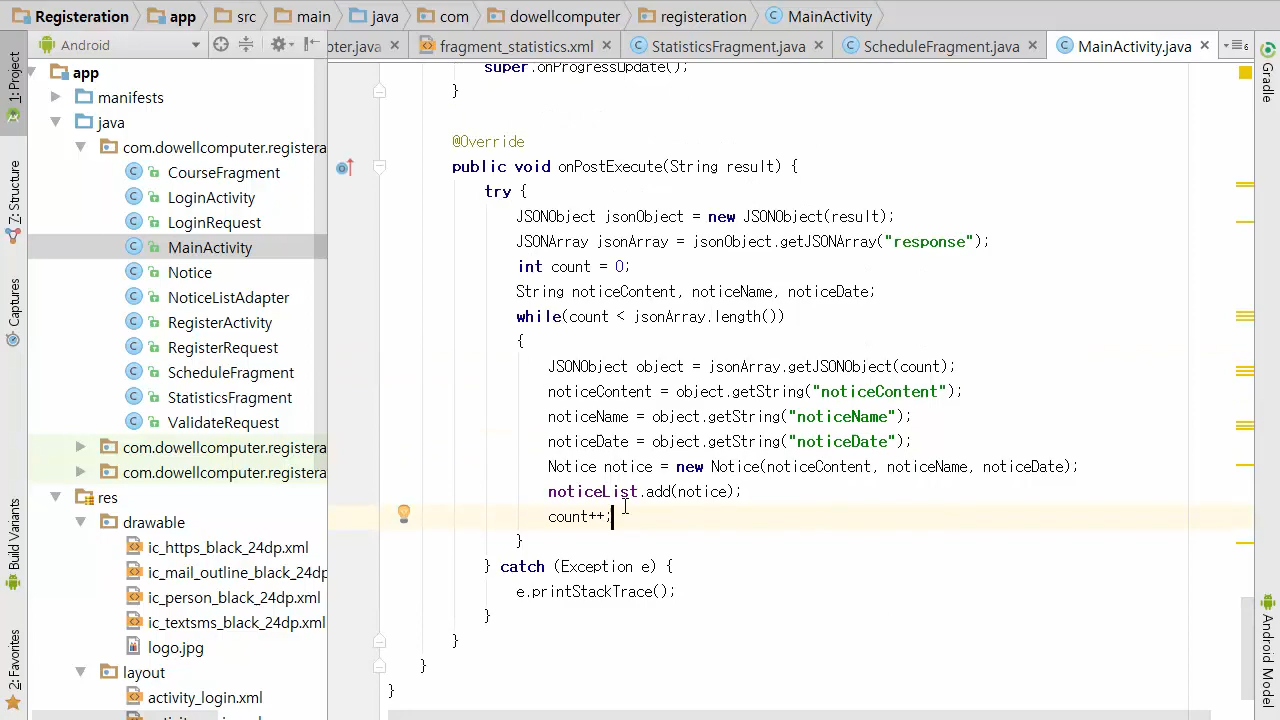 Registeration app src main java com dowellcomputer registeration MainActivity
Android
pter.java fragment_statistics.xml StatisticsFragment.java ScheduleFragment.java MainActivity.java
1: Project
Z: Structure
Captures
Build Variants
2: Favorites
app
manifests
java
com.dowellcomputer.registera
CourseFragment
LoginActivity
LoginRequest
MainActivity
Notice
NoticeListAdapter
RegisterActivity
RegisterRequest
ScheduleFragment
StatisticsFragment
ValidateRequest
com.dowellcomputer.registera
com.dowellcomputer.registera
res
drawable
ic_https_black_24dp.xml
ic_mail_outline_black_24dp
ic_person_black_24dp.xml
ic_textsms_black_24dp.xml
logo.jpg
layout
activity_login.xml
super.onProgressUpdate();
}
@Override
public void onPostExecute(String result) {
try {
JSONObject jsonObject = new JSONObject(result);
JSONArray jsonArray = jsonObject.getJSONArray("response");
int count = 0;
String noticeContent, noticeName, noticeDate;
while(count < jsonArray.length())
{
JSONObject object = jsonArray.getJSONObject(count);
noticeContent = object.getString("noticeContent");
noticeName = object.getString("noticeName");
noticeDate = object.getString("noticeDate");
Notice notice = new Notice(noticeContent, noticeName, noticeDate);
noticeList.add(notice);
count++;
}
} catch (Exception e) {
e.printStackTrace();
}
}
}
}
Gradle
Android Model